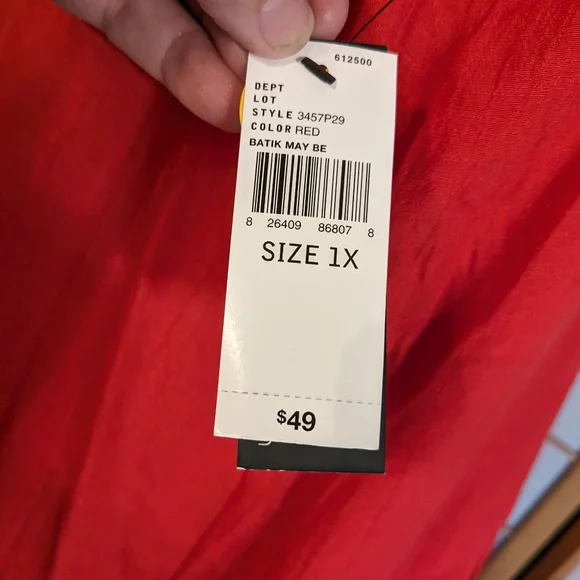 612500
DEPT
LOT
STYLE 3457P29
COLOR RED
BATIK MAY BE
8 26409 86807 8
SIZE 1X
$49